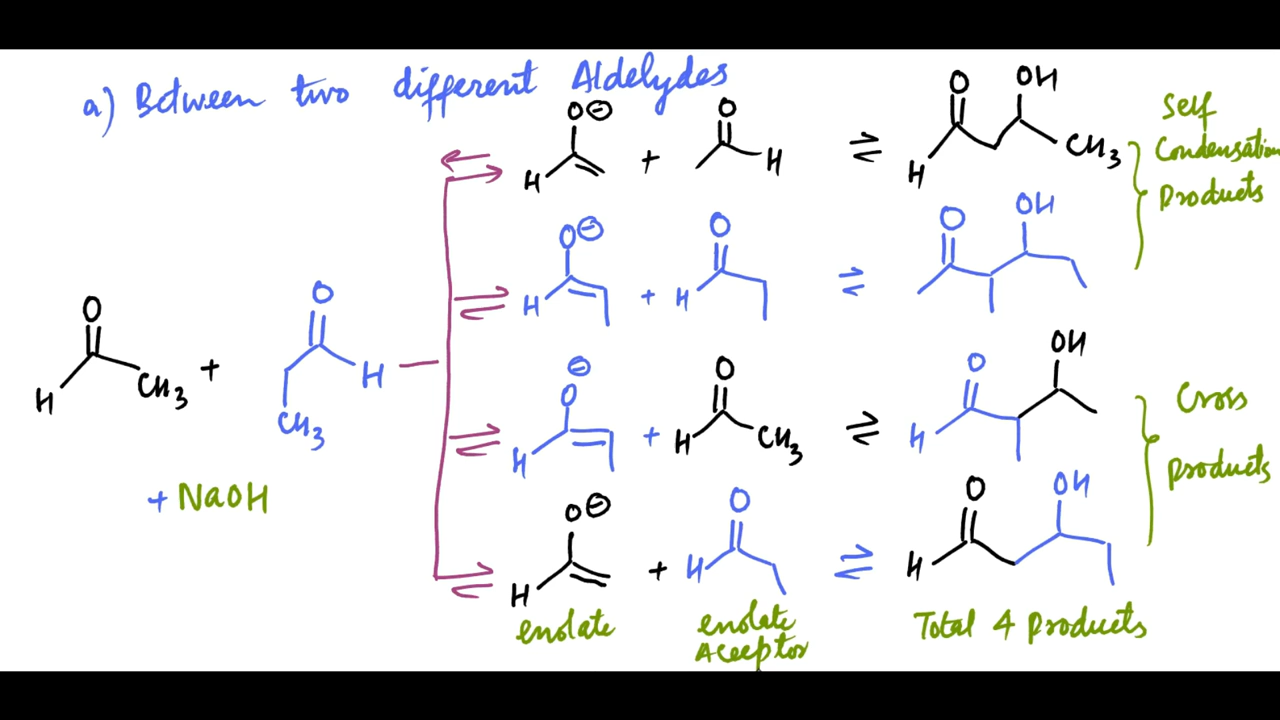 a) Between two different Aldelydes
O⊖ O O OH
H + H ⇌ H CH3
Self
Condensation
Products
O⊖ O O OH
H + H ⇌
O O
H CH3 + H CH3
+ NaOH
⊖
O O O OH
H + H CH3 ⇌ H
Cross
Products
O⊖ O O OH
H + H ⇌ H
enolate enolate Total 4 Products
Acceptor